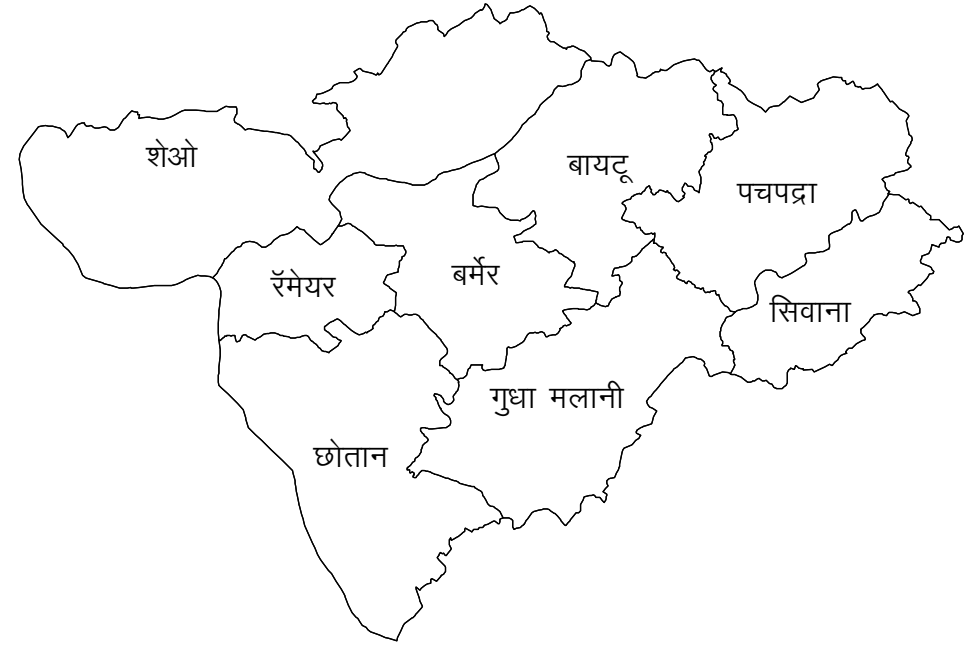 शेओ
बायटू
पचपद्रा
रॅमेयर
बर्मेर
सिवाना
गुधा मलानी
छोतान